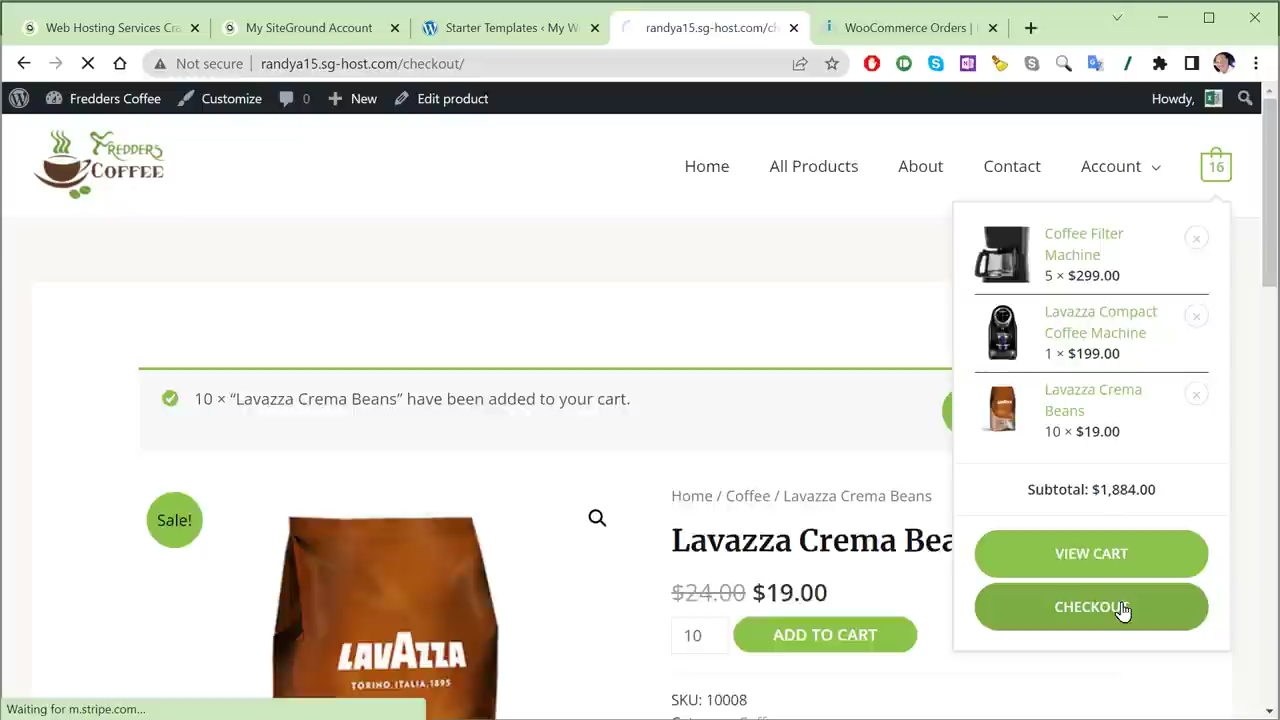 Web Hosting Services Cra
My SiteGround Account
Starter Templates ‹ My W
randya15.sg-host.com/ch
WooCommerce Orders |
Not secure
randya15.sg-host.com/checkout/
Fredders Coffee
Customize
0
New
Edit product
Howdy,
FREDDERS
COFFEE
Home
All Products
About
Contact
Account
16
Coffee Filter
Machine
5 × $299.00
Lavazza Compact
Coffee Machine
1 × $199.00
Lavazza Crema
Beans
10 × $19.00
Subtotal: $1,884.00
VIEW CART
CHECKOUT
10 × “Lavazza Crema Beans” have been added to your cart.
Sale!
Home / Coffee / Lavazza Crema Beans
Lavazza Crema Bea
$24.00 $19.00
10
ADD TO CART
SKU: 10008
LAVAZZA
TORINO, ITALIA, 1895
Waiting for m.stripe.com...